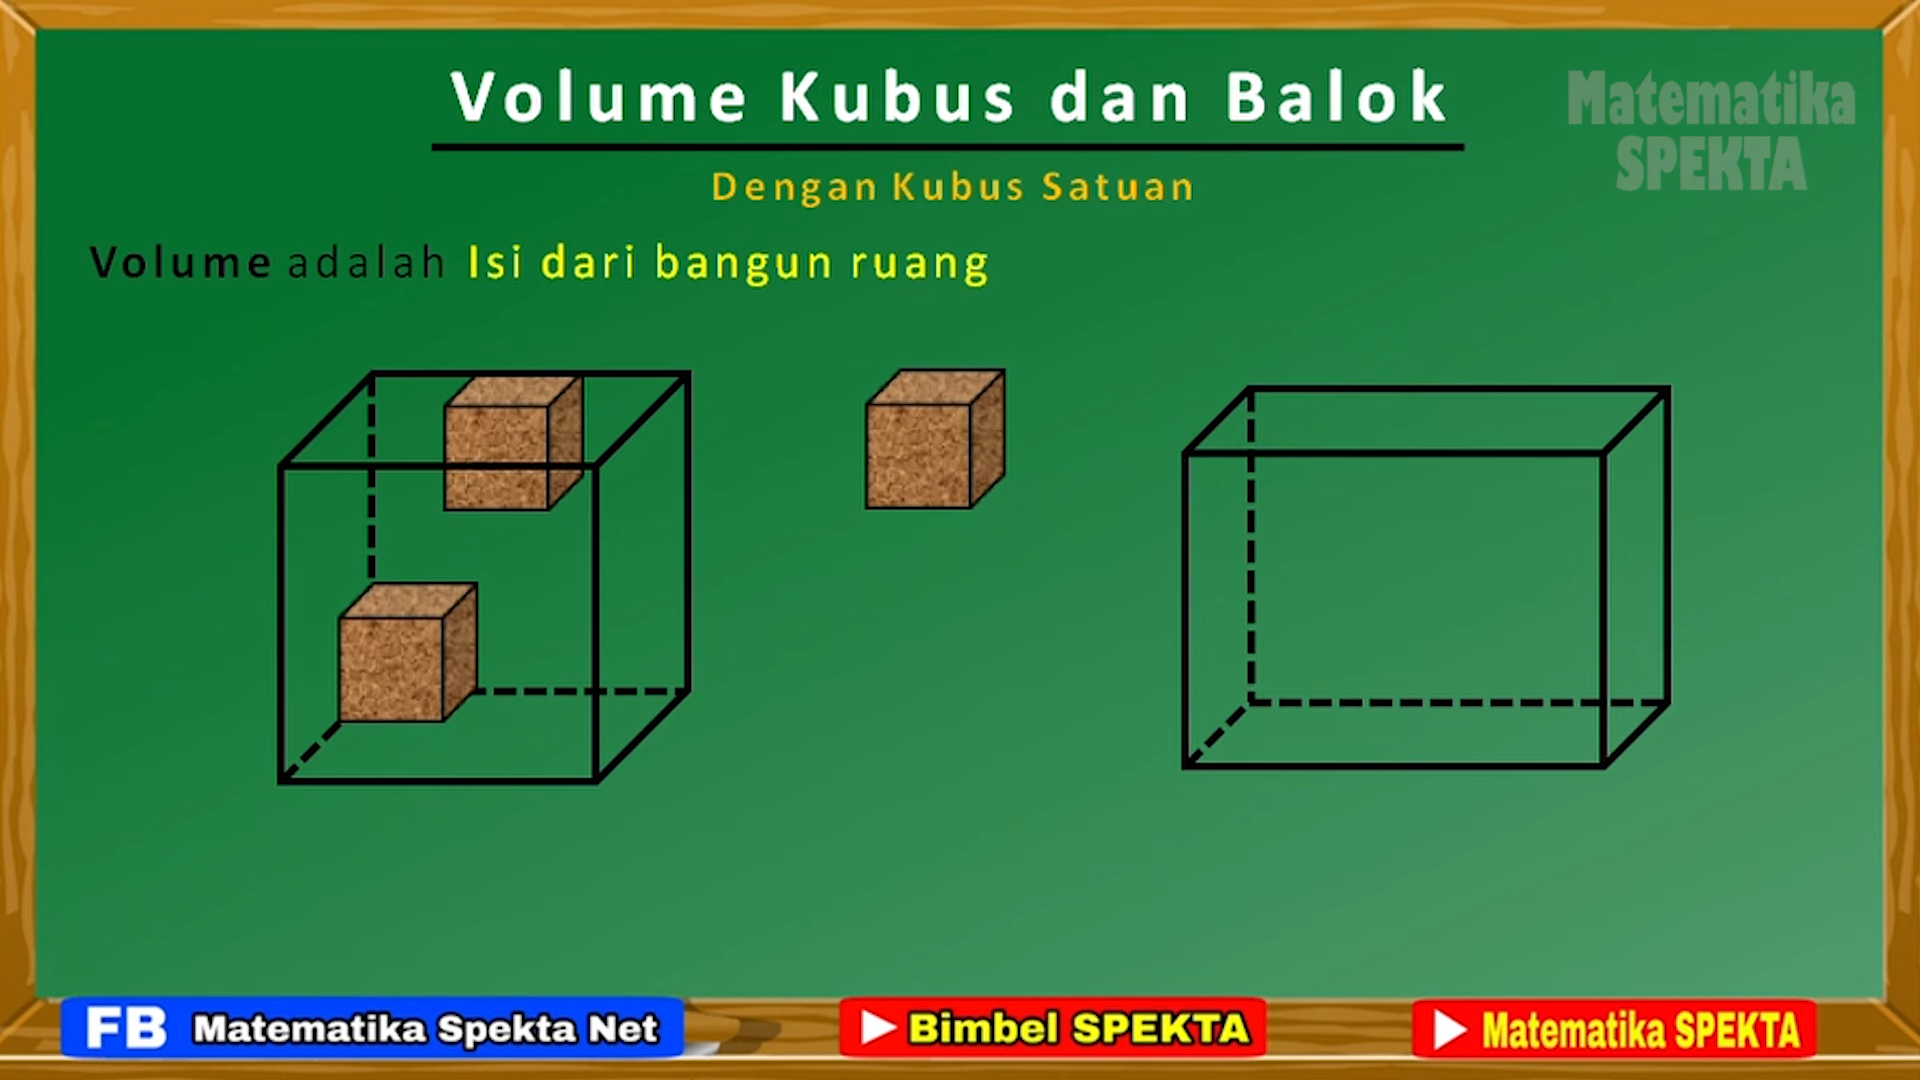 Volume Kubus dan Balok
Matematika
SPEKTA
Dengan Kubus Satuan
Volume adalah Isi dari bangun ruang
FB Matematika Spekta Net
Bimbel SPEKTA
Matematika SPEKTA